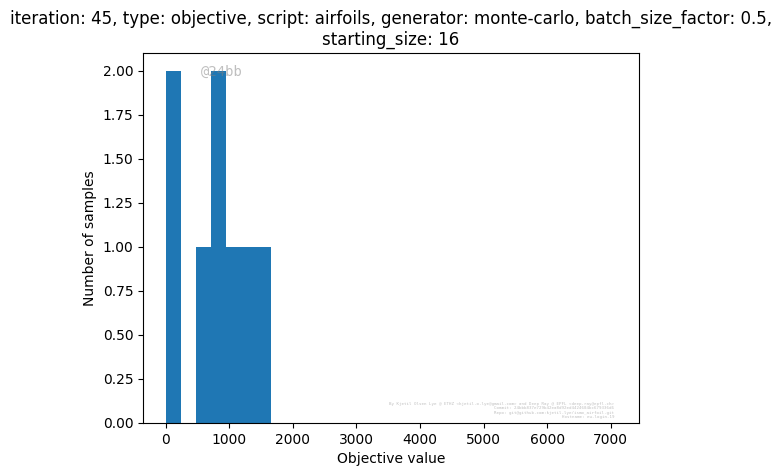 iteration: 45, type: objective, script: airfoils, generator: monte-carlo, batch_size_factor: 0.5,
starting_size: 16
2.00
1.75
1.50
1.25
1.00
0.75
0.50
0.25
0.00
Number of samples
0 1000 2000 3000 4000 5000 6000 7000
Objective value